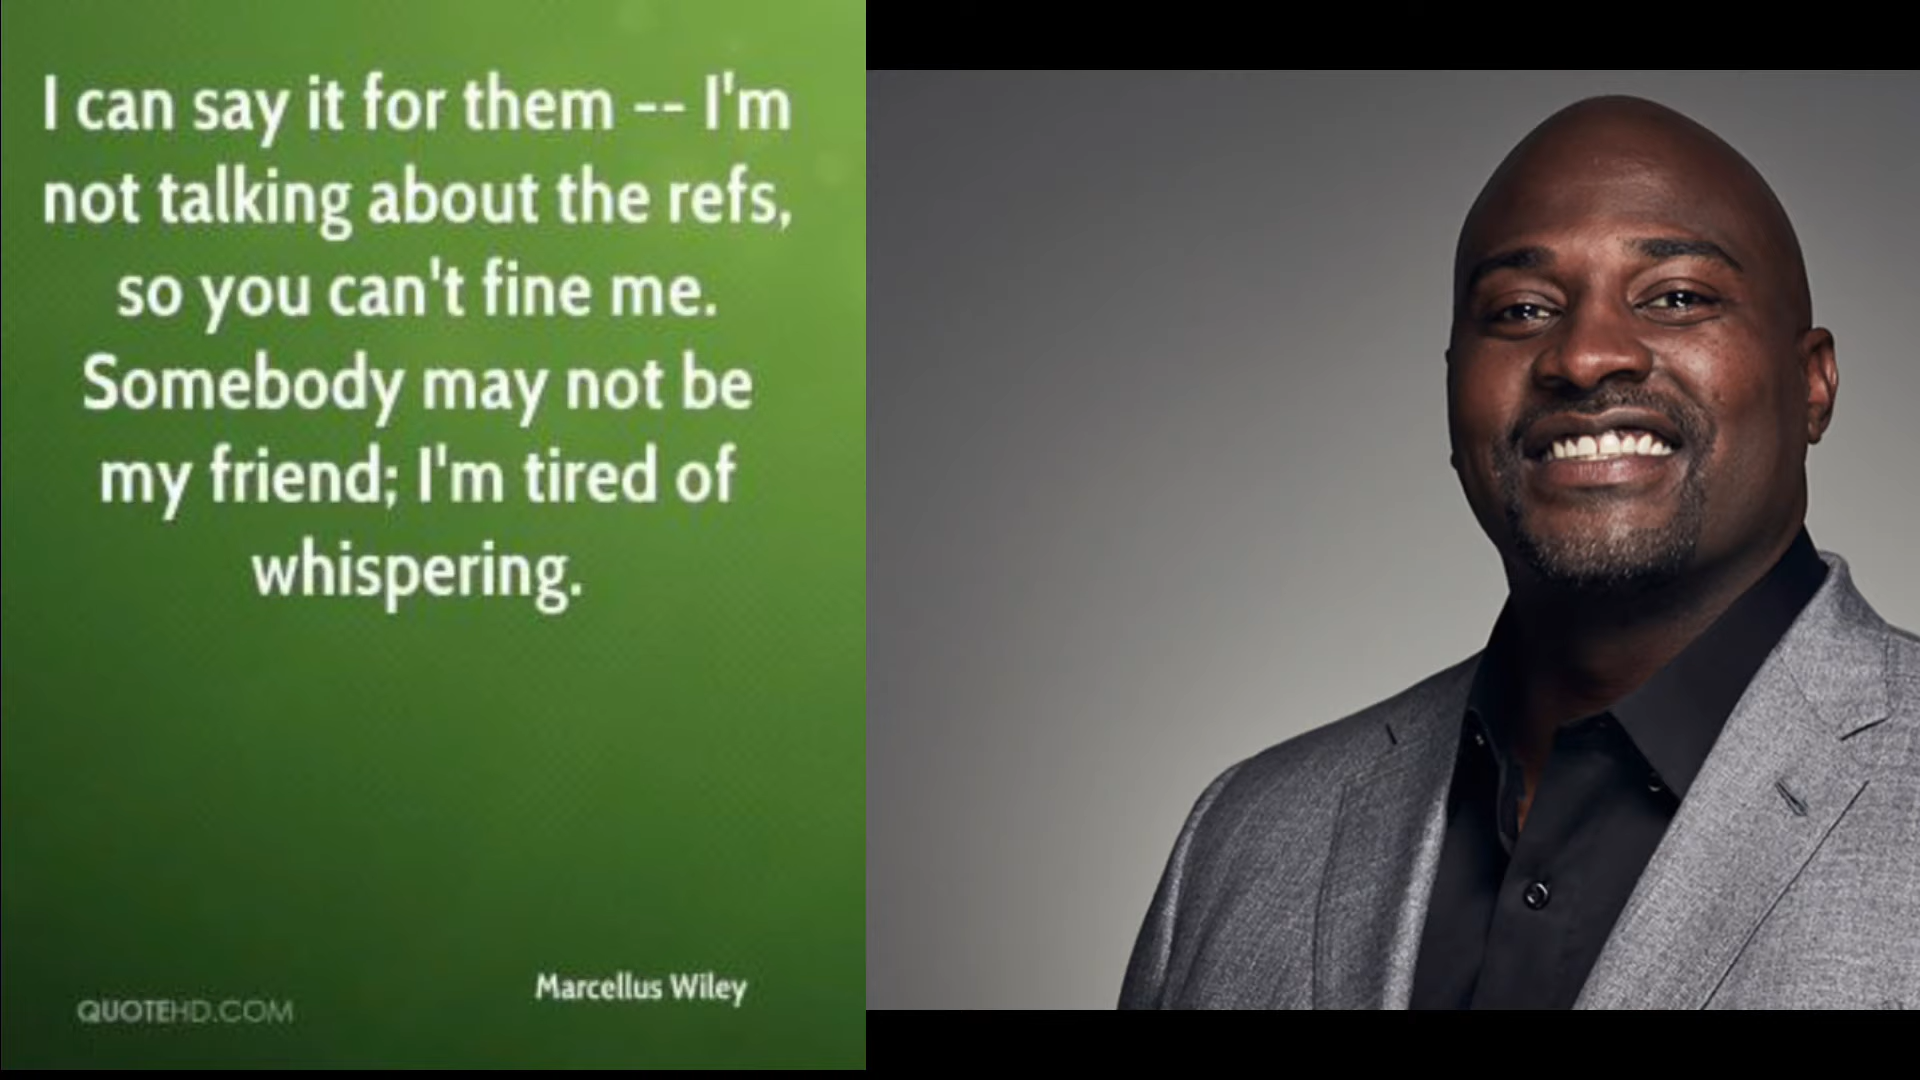 I can say it for them -- I'm
not talking about the refs,
so you can't fine me.
Somebody may not be
my friend; I'm tired of
whispering.
Marcellus Wiley
QUOTEHD.COM